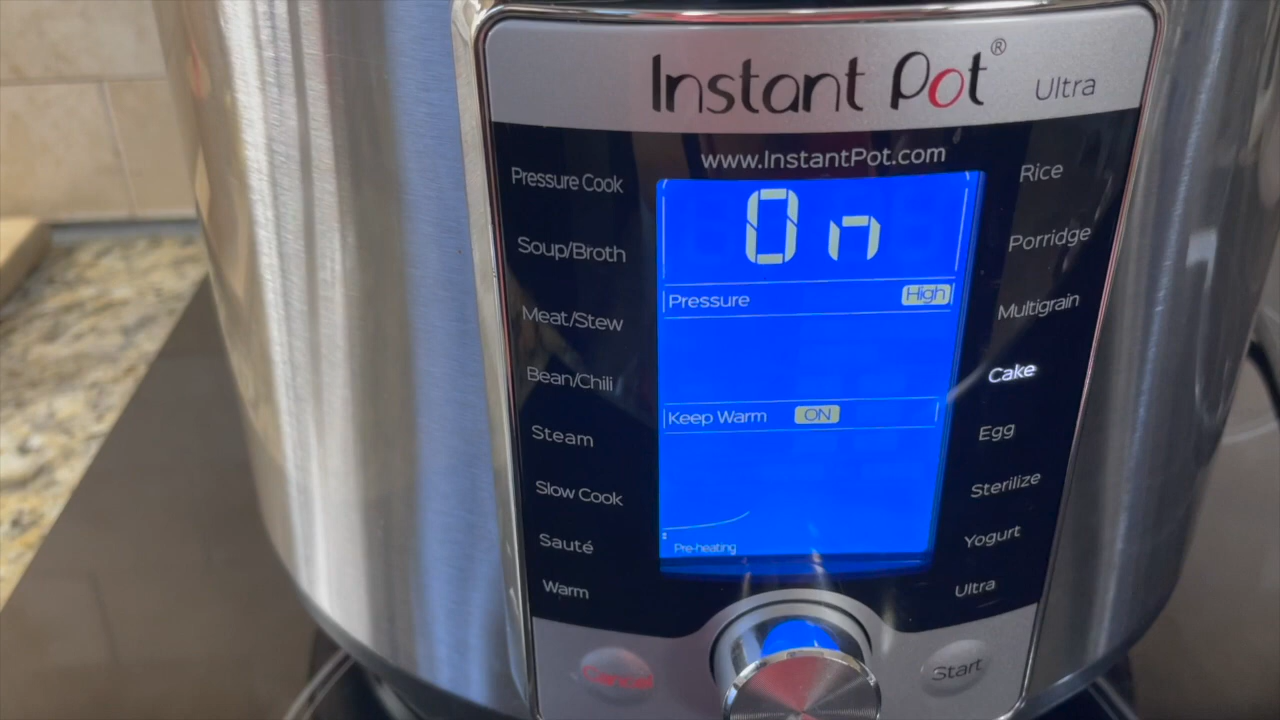 Instant Pot® Ultra
www.InstantPot.com
Pressure Cook
Soup/Broth
Meat/Stew
Bean/Chili
Steam
Slow Cook
Sauté
Warm
On
Pressure High
Keep Warm ON
Pre-heating
Rice
Porridge
Multigrain
Cake
Egg
Sterilize
Yogurt
Ultra
Cancel
Start